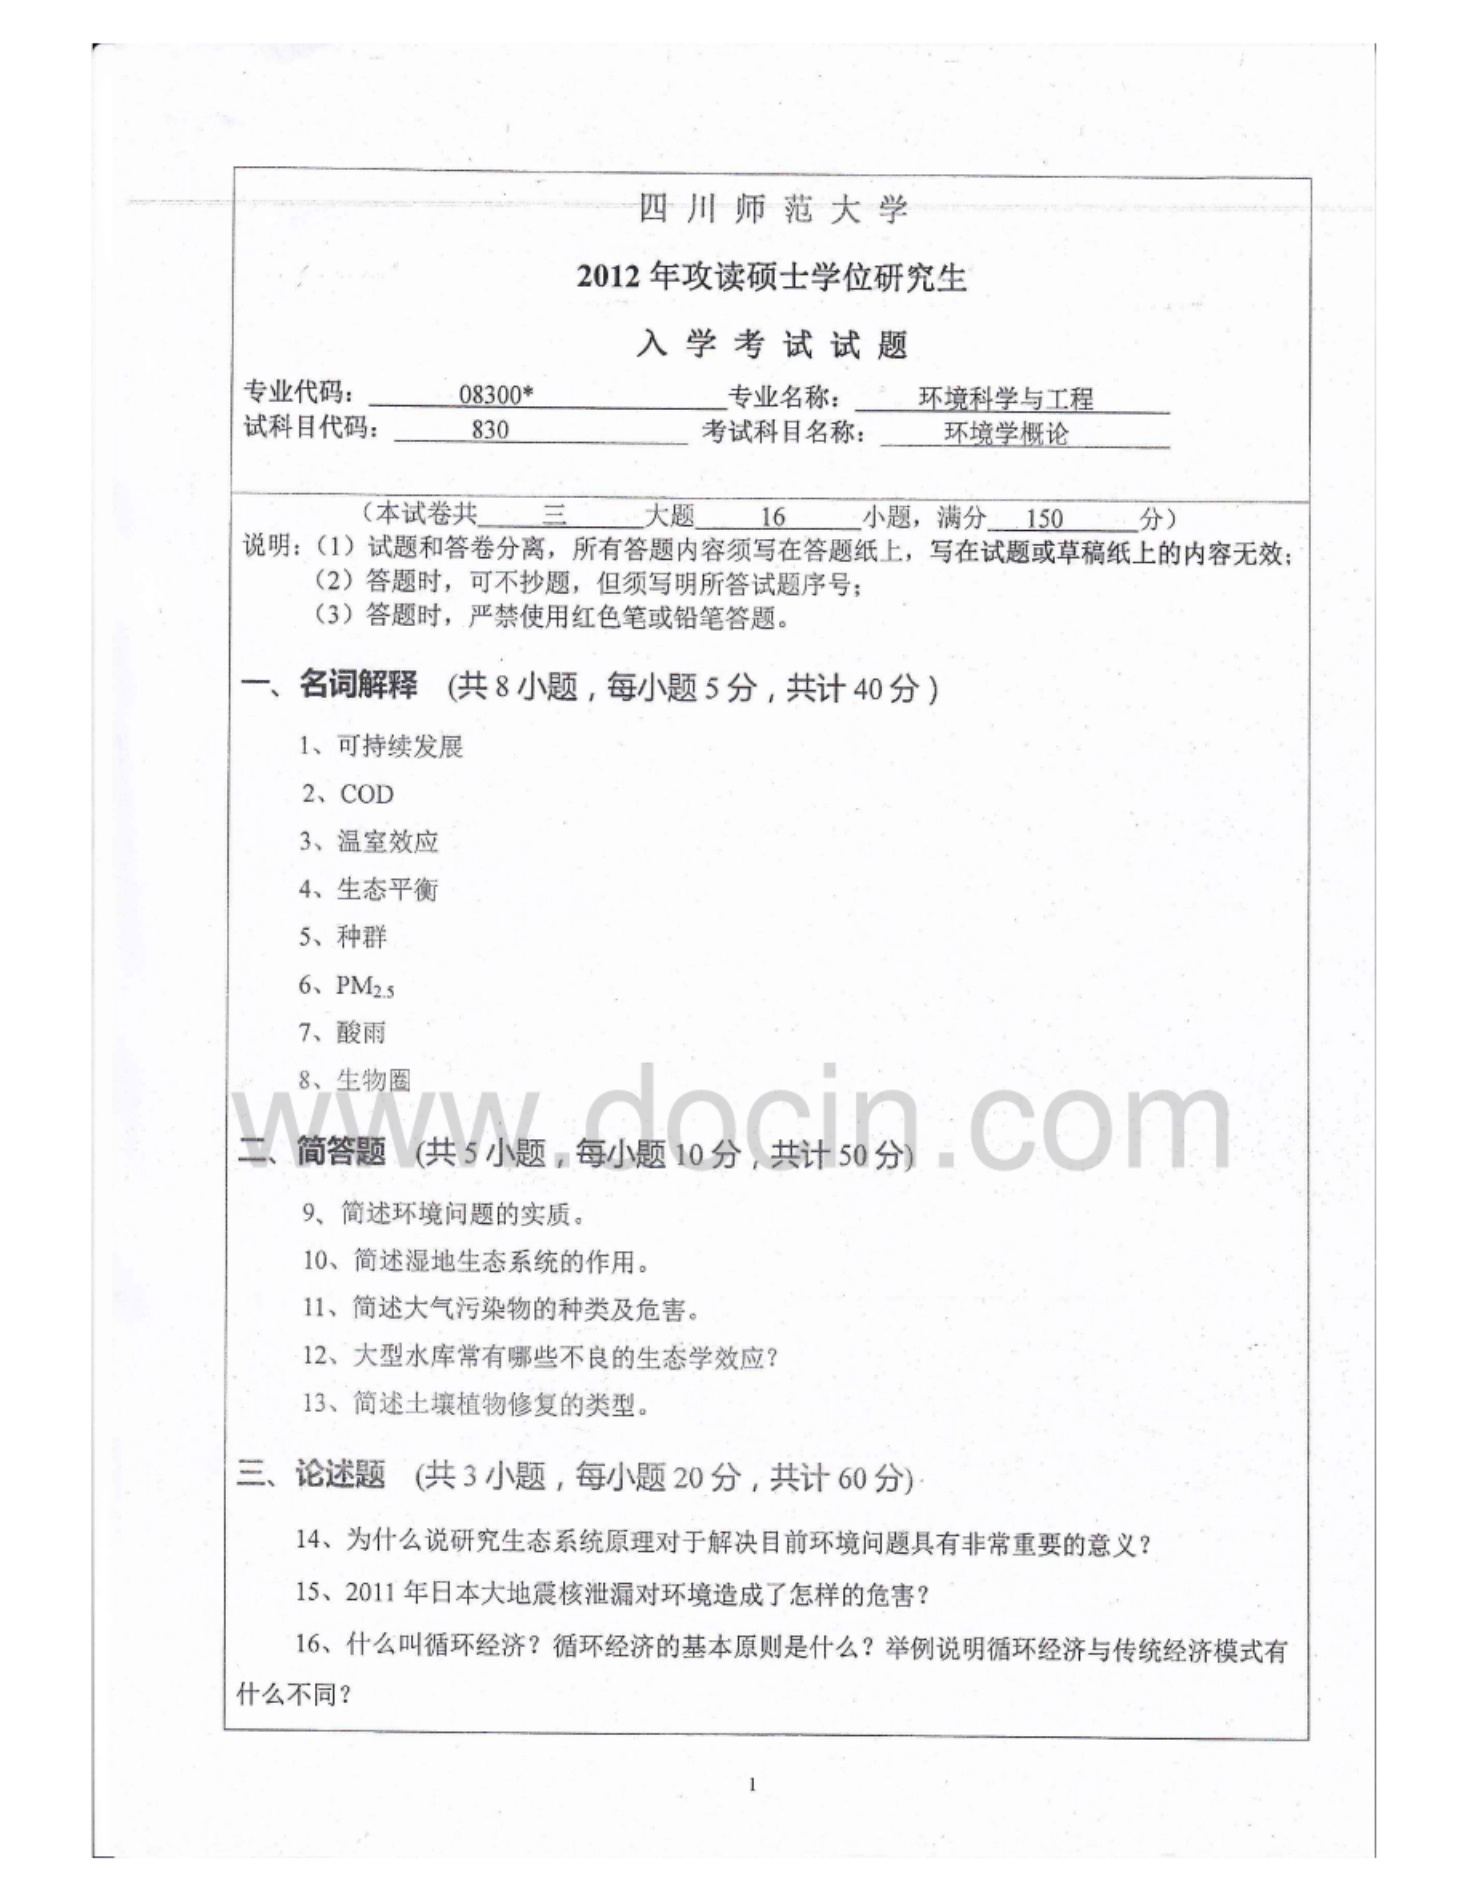 四川师范大学
2012 年攻读硕士学位研究生
入学考试试题
专业代码： 08300* 专业名称： 环境科学与工程
试科目代码： 830 考试科目名称： 环境学概论
（本试卷共 三 大题 16 小题，满分 150 分）
说明：（1）试题和答卷分离，所有答题内容须写在答题纸上，写在试题或草稿纸上的内容无效；
（2）答题时，可不抄题，但须写明所答试题序号；
（3）答题时，严禁使用红色笔或铅笔答题。
一、名词解释 (共 8 小题，每小题 5 分，共计 40 分)
1、可持续发展
2、COD
3、温室效应
4、生态平衡
5、种群
6、PM2.5
7、酸雨
8、生物圈
www.docin.com
二、简答题 (共 5 小题，每小题 10 分，共计 50 分)
9、简述环境问题的实质。
10、简述湿地生态系统的作用。
11、简述大气污染物的种类及危害。
12、大型水库常有哪些不良的生态学效应？
13、简述土壤植物修复的类型。
三、论述题 (共 3 小题，每小题 20 分，共计 60 分)
14、为什么说研究生态系统原理对于解决目前环境问题具有非常重要的意义？
15、2011 年日本大地震核泄漏对环境造成了怎样的危害？
16、什么叫循环经济？循环经济的基本原则是什么？举例说明循环经济与传统经济模式有
什么不同？
1